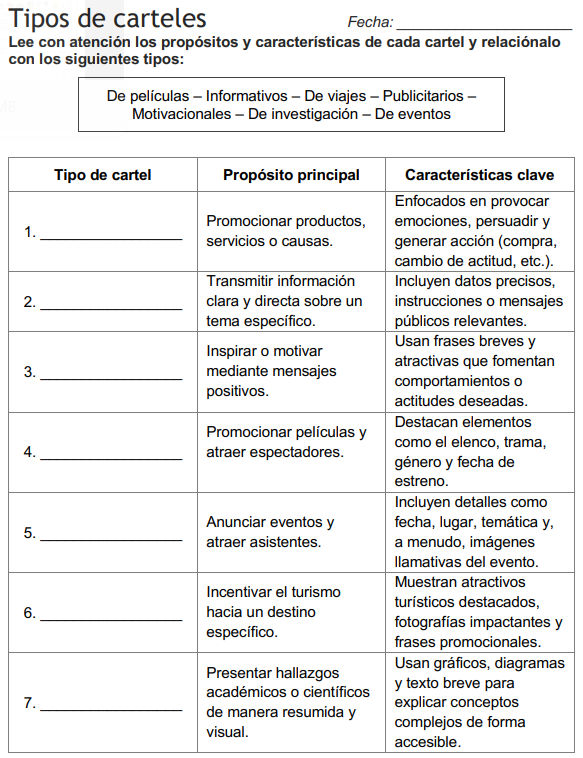 Tipos de carteles
Fecha: ____________________
Lee con atención los propósitos y características de cada cartel y relaciónalo
con los siguientes tipos:
De películas – Informativos – De viajes – Publicitarios –
Motivacionales – De investigación – De eventos
Tipo de cartel
Propósito principal
Características clave
1. _________________
Promocionar productos,
servicios o causas.
Enfocados en provocar
emociones, persuadir y
generar acción (compra,
cambio de actitud, etc.).
2. _________________
Transmitir información
clara y directa sobre un
tema específico.
Incluyen datos precisos,
instrucciones o mensajes
públicos relevantes.
3. _________________
Inspirar o motivar
mediante mensajes
positivos.
Usan frases breves y
atractivas que fomentan
comportamientos o
actitudes deseadas.
4. _________________
Promocionar películas y
atraer espectadores.
Destacan elementos
como el elenco, trama,
género y fecha de
estreno.
5. _________________
Anunciar eventos y
atraer asistentes.
Incluyen detalles como
fecha, lugar, temática y,
a menudo, imágenes
llamativas del evento.
6. _________________
Incentivar el turismo
hacia un destino
específico.
Muestran atractivos
turísticos destacados,
fotografías impactantes y
frases promocionales.
7. _________________
Presentar hallazgos
académicos o científicos
de manera resumida y
visual.
Usan gráficos, diagramas
y texto breve para
explicar conceptos
complejos de forma
accesible.